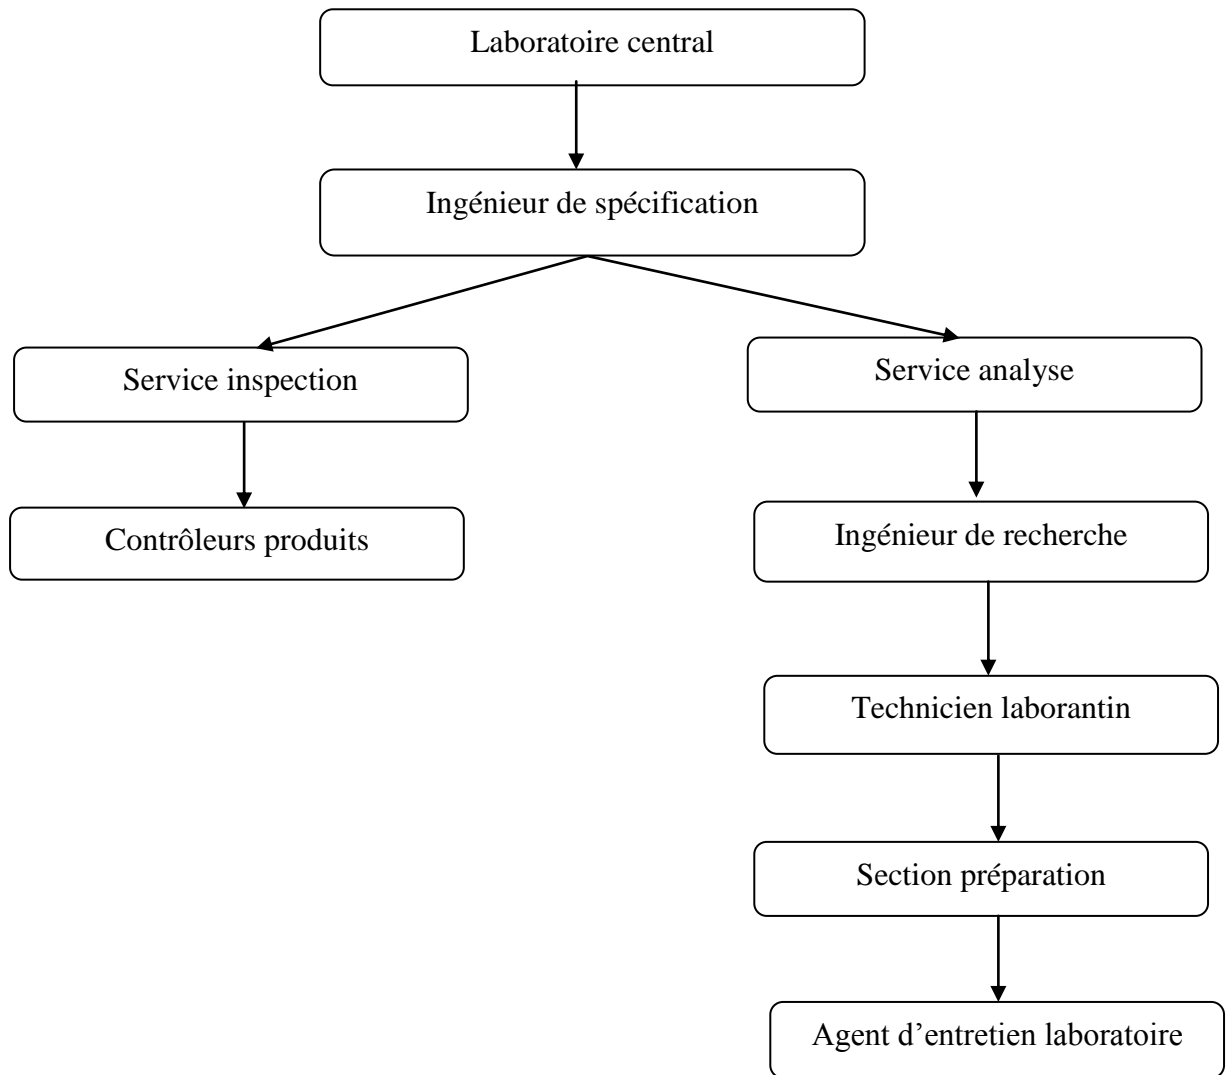 Laboratoire central
Ingénieur de spécification
Service inspection
Service analyse
Contrôleurs produits
Ingénieur de recherche
Technicien laborantin
Section préparation
Agent d’entretien laboratoire